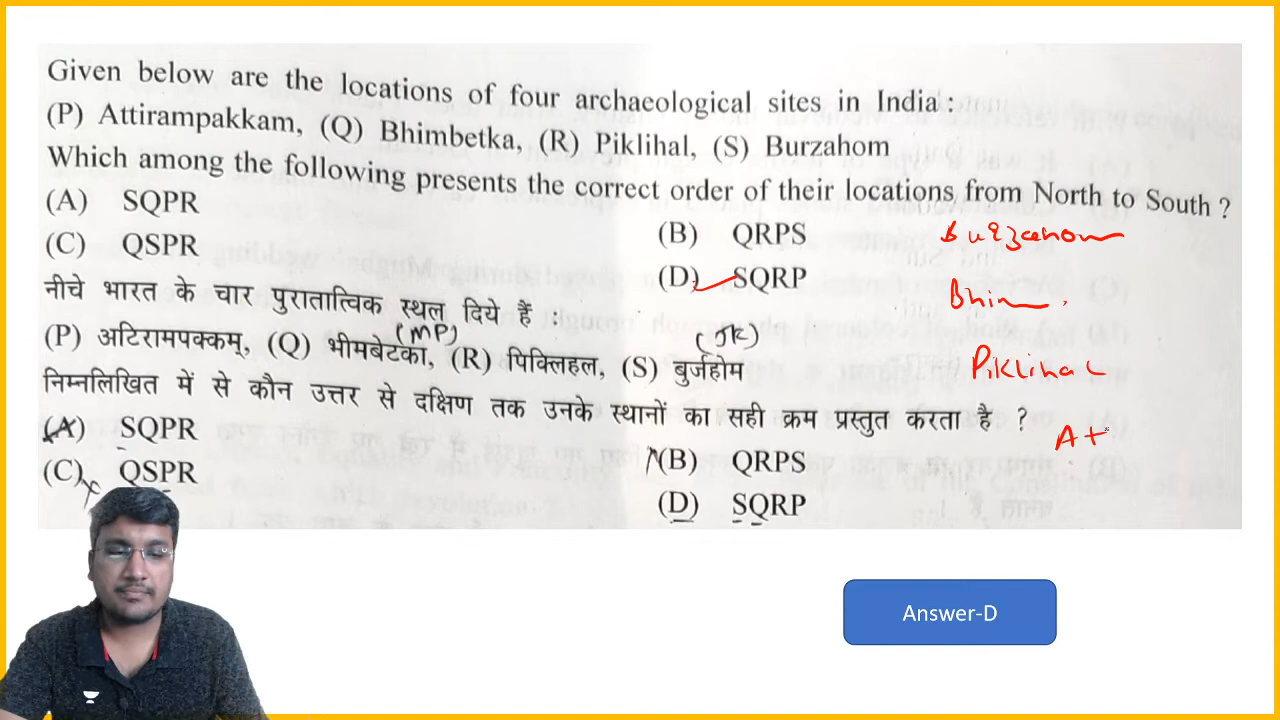 Given below are the locations of four archaeological sites in India :
(P) Attirampakkam, (Q) Bhimbetka, (R) Piklihal, (S) Burzahom
Which among the following presents the correct order of their locations from North to South ?
(A) SQPR
(B) QRPS
(C) QSPR
(D) SQRP
नीचे भारत के चार पुरातात्विक स्थल दिये हैं :
(MP)
(JK)
(P) अटिरामपक्कम्, (Q) भीमबेटका, (R) पिक्लिहल, (S) बुर्जहोम
निम्नलिखित में से कौन उत्तर से दक्षिण तक उनके स्थानों का सही क्रम प्रस्तुत करता है ?
(A) SQPR
(B) QRPS
(C) QSPR
(D) SQRP
Burzahom
Bhim
Piklihal
At
Answer-D